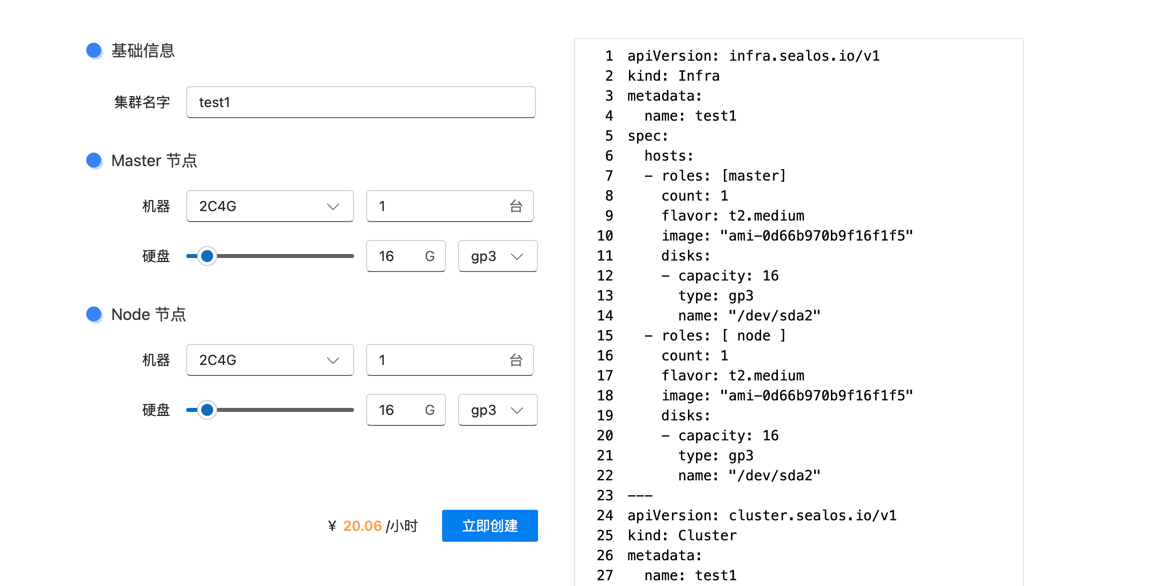 基础信息
集群名字 test1
Master 节点
机器 2C4G 1 台
硬盘 16 G gp3
Node 节点
机器 2C4G 1 台
硬盘 16 G gp3
¥ 20.06 /小时 立即创建
1 apiVersion: infra.sealos.io/v1
2 kind: Infra
3 metadata:
4   name: test1
5 spec:
6   hosts:
7   - roles: [master]
8     count: 1
9     flavor: t2.medium
10     image: "ami-0d66b970b9f16f1f5"
11     disks:
12     - capacity: 16
13       type: gp3
14       name: "/dev/sda2"
15   - roles: [ node ]
16     count: 1
17     flavor: t2.medium
18     image: "ami-0d66b970b9f16f1f5"
19     disks:
20     - capacity: 16
21       type: gp3
22       name: "/dev/sda2"
23 ---
24 apiVersion: cluster.sealos.io/v1
25 kind: Cluster
26 metadata:
27   name: test1